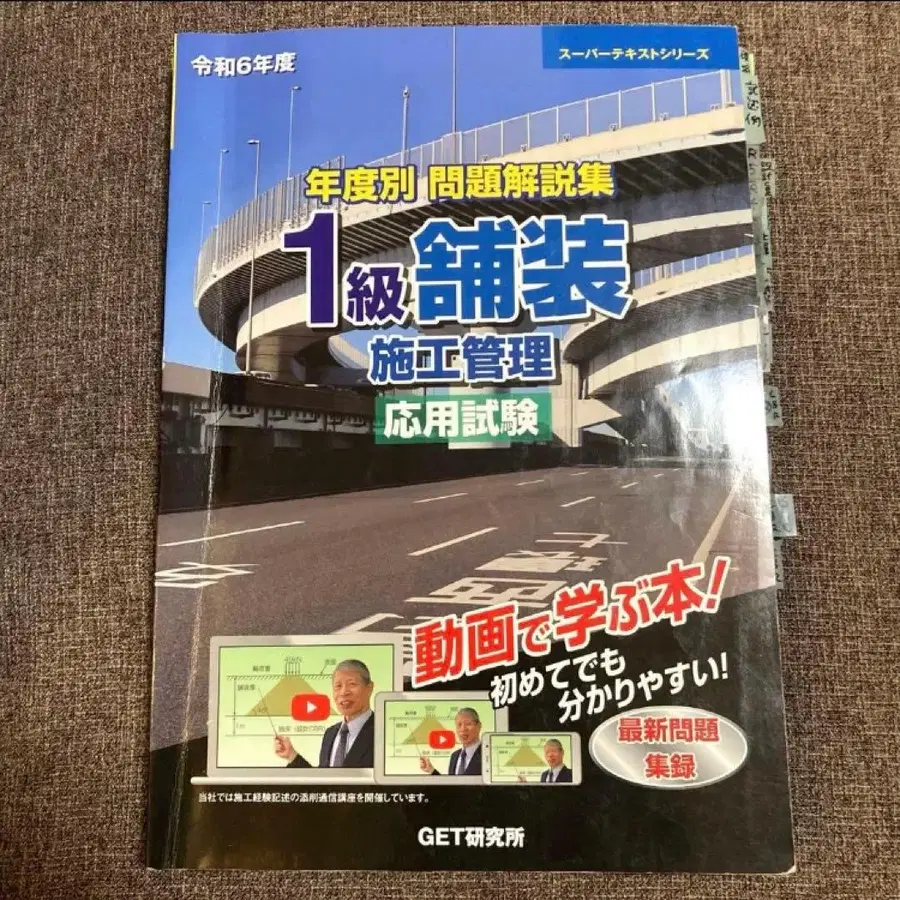 令和6年度
スーパーテキストシリーズ
年度別 問題解説集
1級 舗装
施工管理
応用試験
動画で学ぶ本!
初めてでも
分かりやすい!
最新問題
集録
当社では施工経験記述の添削通信講座を開催しています。
GET研究所